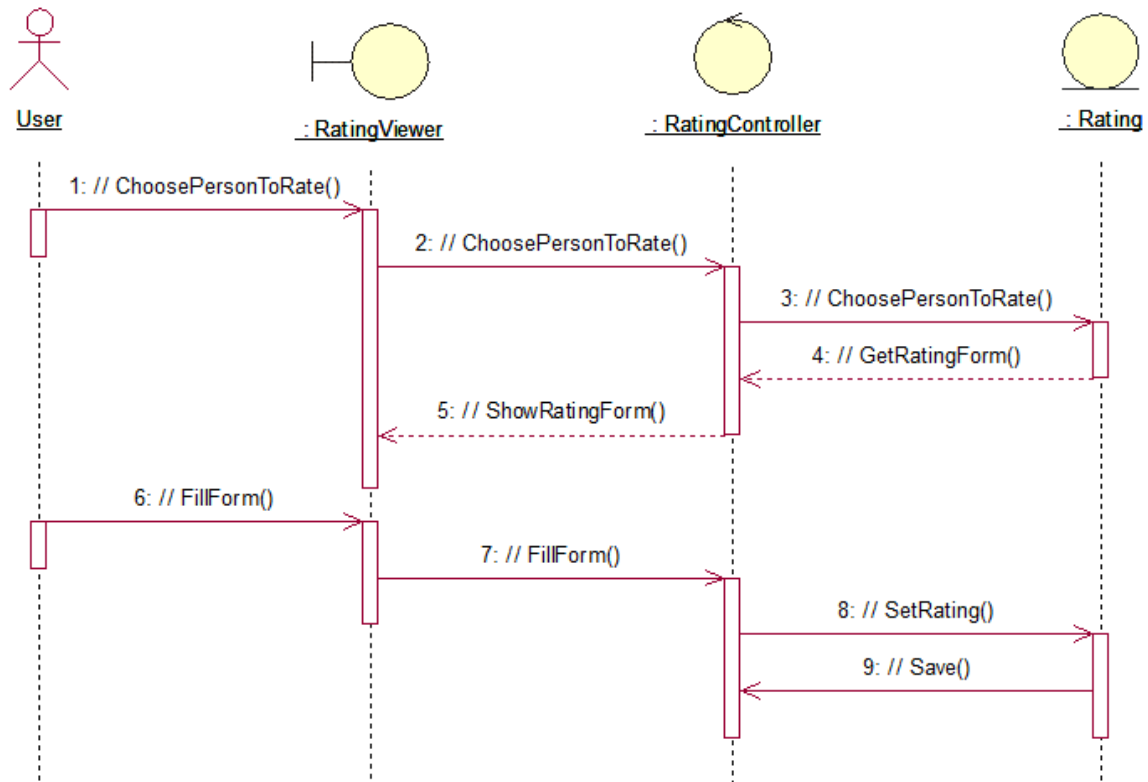 User
: RatingViewer
: RatingController
: Rating
1: // ChoosePersonToRate()
2: // ChoosePersonToRate()
3: // ChoosePersonToRate()
4: // GetRatingForm()
5: // ShowRatingForm()
6: // FillForm()
7: // FillForm()
8: // SetRating()
9: // Save()